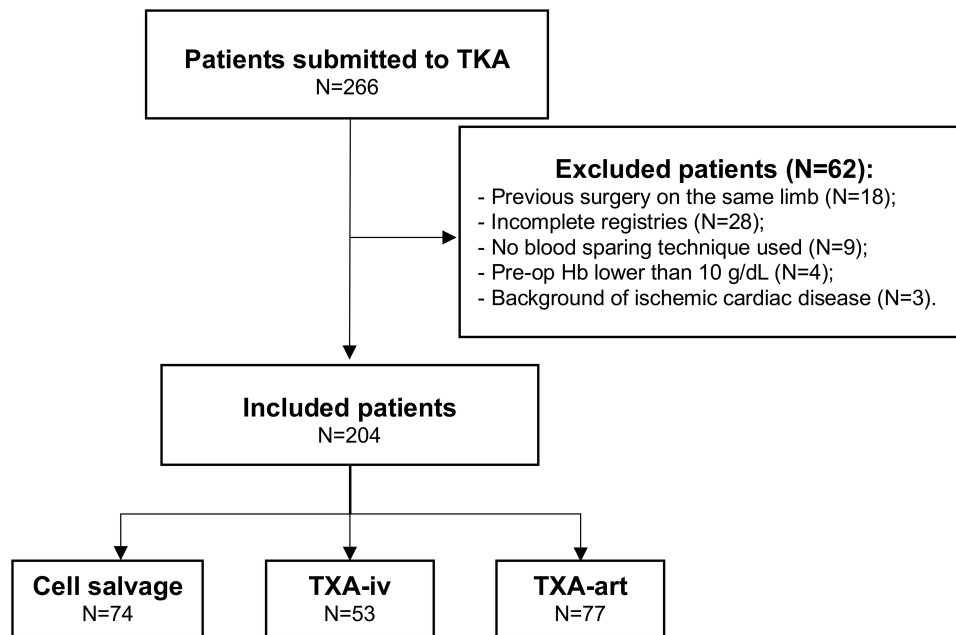 Patients submitted to TKA
N=266
Excluded patients (N=62):
- Previous surgery on the same limb (N=18);
- Incomplete registries (N=28);
- No blood sparing technique used (N=9);
- Pre-op Hb lower than 10 g/dL (N=4);
- Background of ischemic cardiac disease (N=3).
Included patients
N=204
Cell salvage
N=74
TXA-iv
N=53
TXA-art
N=77